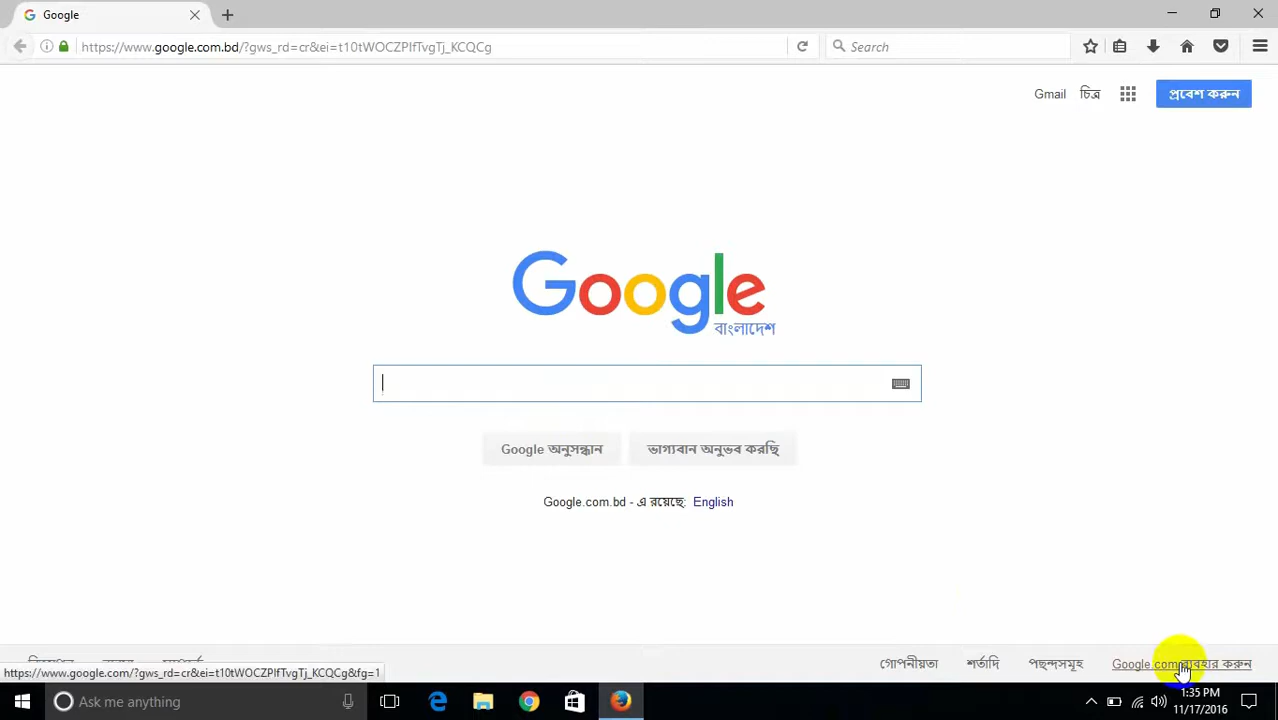 Google
https://www.google.com.bd/?gws_rd=cr&ei=t10tWOCZPIfTvgTj_KCQCg
Search
Gmail চিত্র প্রবেশ করুন
Google
বাংলাদেশ
Google অনুসন্ধান ভাগ্যবান অনুভব করছি
Google.com.bd - এ রয়েছে: English
গোপনীয়তা শর্তাদি পছন্দসমূহ Google.com ব্যবহার করুন
https://www.google.com/?gws_rd=cr&ei=t10tWOCZPIfTvgTj_KCQCg&fg=1
Ask me anything
1:35 PM
11/17/2016